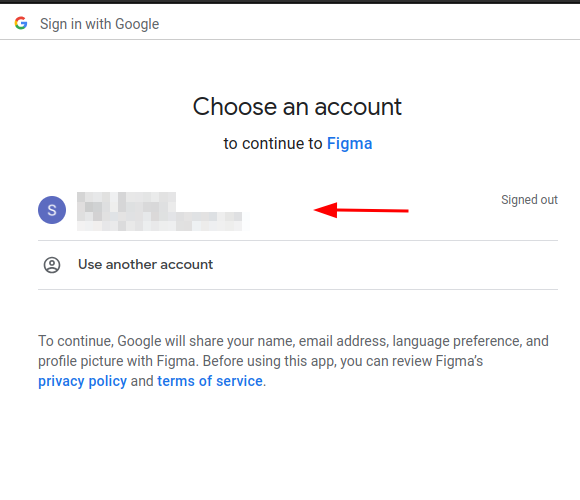 Sign in with Google
Choose an account
to continue to Figma
S
Signed out
Use another account
To continue, Google will share your name, email address, language preference, and
profile picture with Figma. Before using this app, you can review Figma's
privacy policy and terms of service.